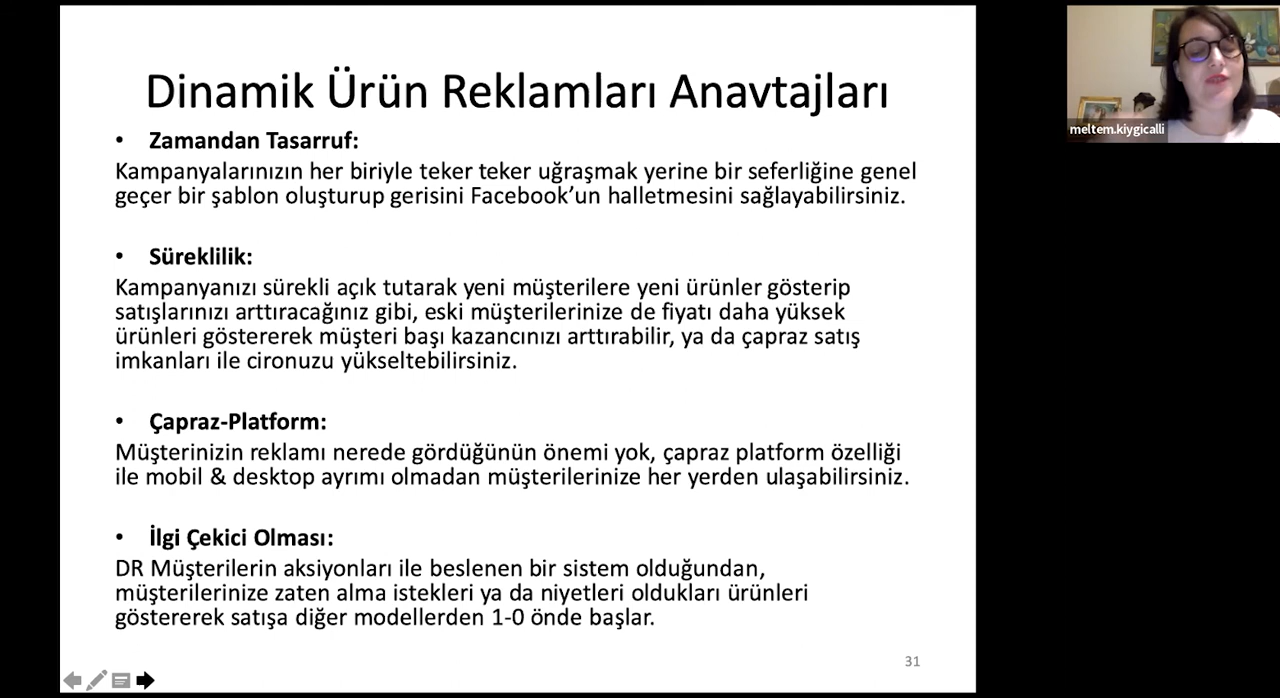 Dinamik Ürün Reklamları Anavtajları
• Zamandan Tasarruf:
Kampanyalarınızın her biriyle teker teker uğraşmak yerine bir seferliğine genel
geçer bir şablon oluşturup gerisini Facebook’un halletmesini sağlayabilirsiniz.
• Süreklilik:
Kampanyanızı sürekli açık tutarak yeni müşterilere yeni ürünler gösterip
satışlarınızı arttıracağınız gibi, eski müşterilerinize de fiyatı daha yüksek
ürünleri göstererek müşteri başı kazancınızı arttırabilir, ya da çapraz satış
imkanları ile cironuzu yükseltebilirsiniz.
• Çapraz-Platform:
Müşterinizin reklamı nerede gördüğünün önemi yok, çapraz platform özelliği
ile mobil & desktop ayrımı olmadan müşterilerinize her yerden ulaşabilirsiniz.
• İlgi Çekici Olması:
DR Müşterilerin aksiyonları ile beslenen bir sistem olduğundan,
müşterilerinize zaten alma istekleri ya da niyetleri oldukları ürünleri
göstererek satışa diğer modellerden 1-0 önde başlar.
31
meltem.kiygicalli